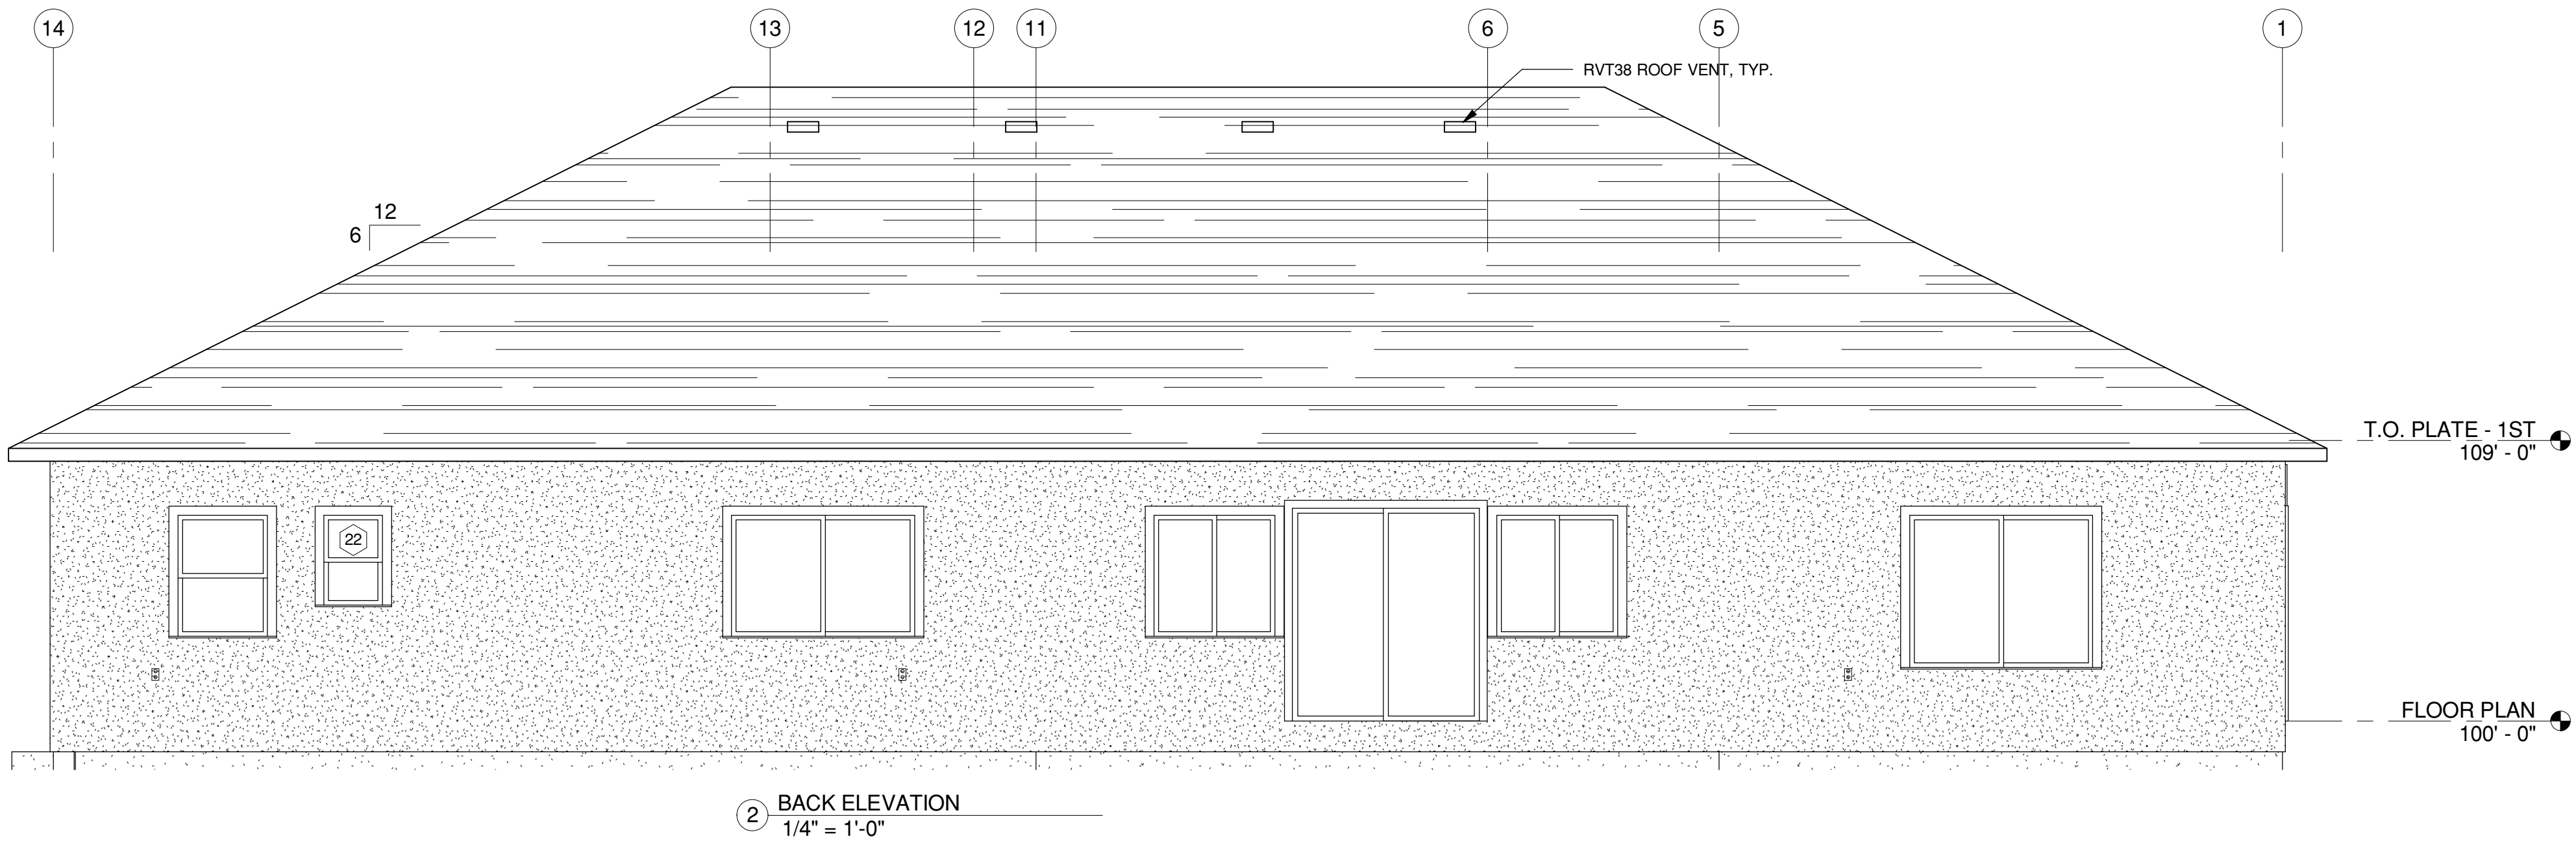 14
13
12
11
6
5
1
RVT38 ROOF VENT, TYP.
12
6
T.O. PLATE - 1ST
109' - 0"
22
FLOOR PLAN
100' - 0"
2
BACK ELEVATION
1/4" = 1'-0"